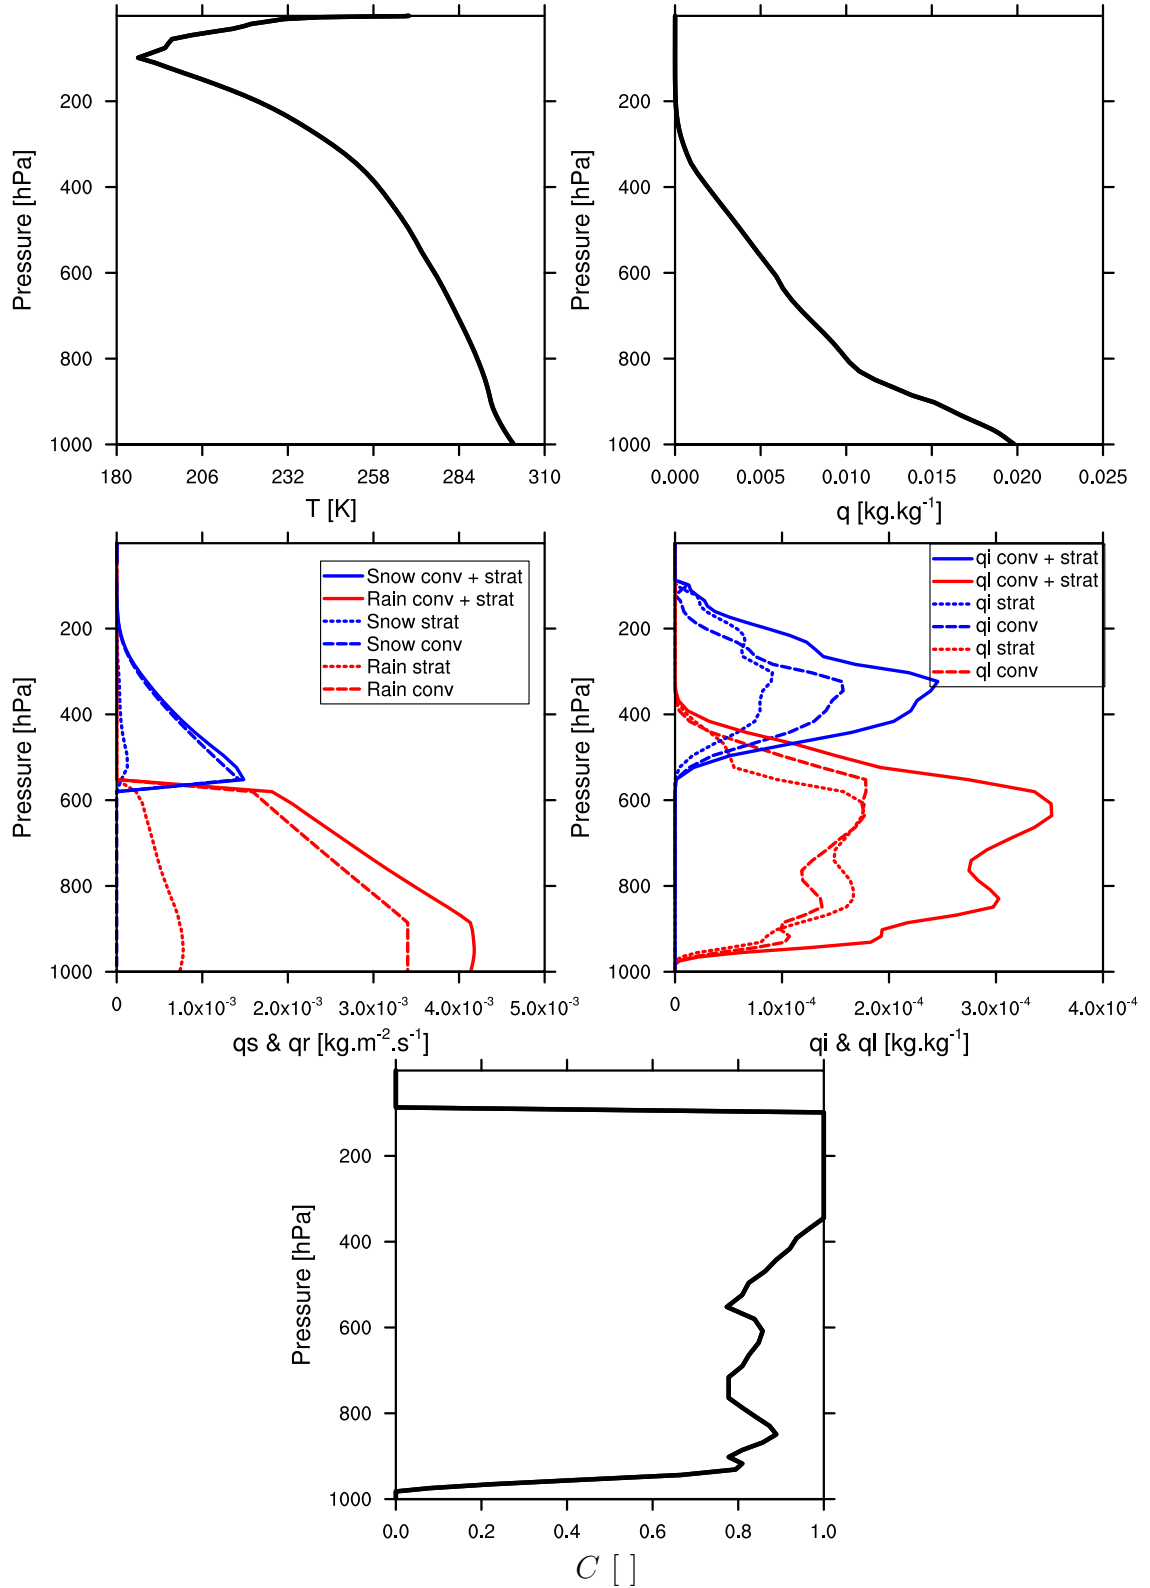 Pressure [hPa]
200
400
600
800
1000
180
206
232
258
284
310
T [K]
Pressure [hPa]
200
400
600
800
1000
0.000
0.005
0.010
0.015
0.020
0.025
q [kg.kg-1]
Pressure [hPa]
200
400
600
800
1000
Snow conv + strat
Rain conv + strat
Snow strat
Snow conv
Rain strat
Rain conv
0
1.0x10-3
2.0x10-3
3.0x10-3
4.0x10-3
5.0x10-3
qs & qr [kg.m-2.s-1]
Pressure [hPa]
200
400
600
800
1000
qi conv + strat
ql conv + strat
qi strat
qi conv
ql strat
ql conv
0
1.0x10-4
2.0x10-4
3.0x10-4
4.0x10-4
qi & ql [kg.kg-1]
Pressure [hPa]
200
400
600
800
1000
0.0
0.2
0.4
0.6
0.8
1.0
C [ ]